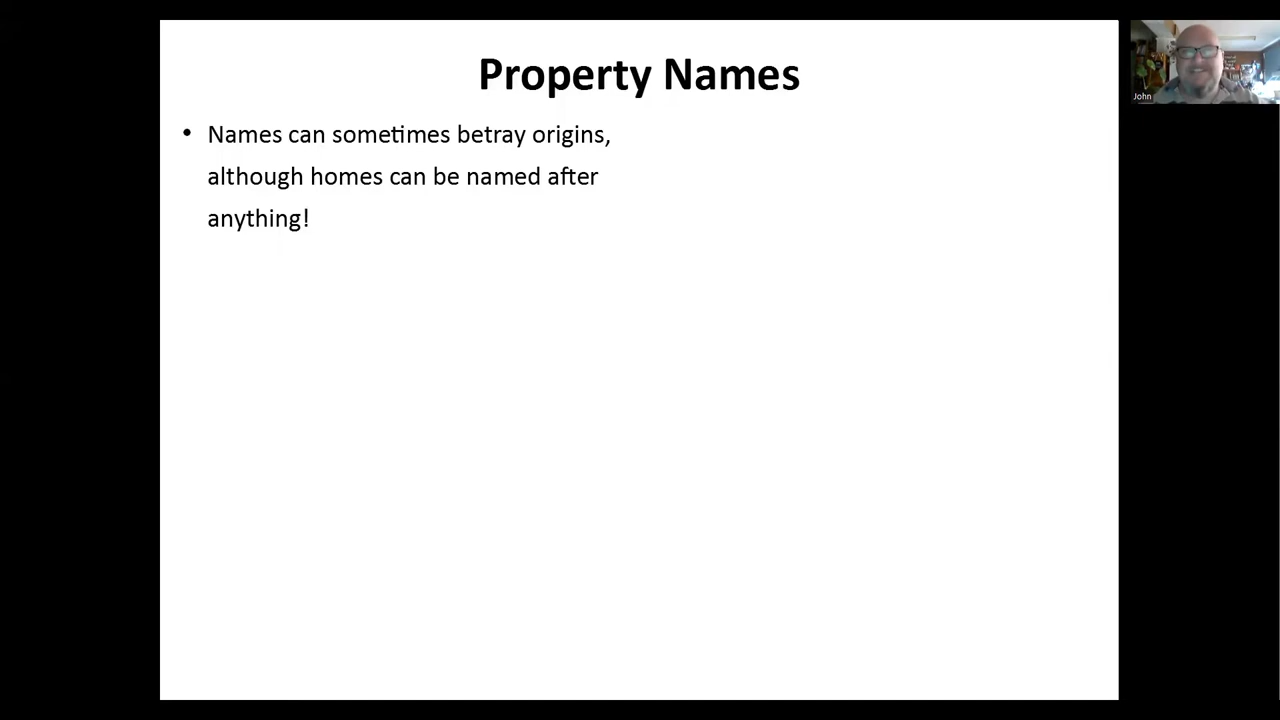 Property Names
• Names can sometimes betray origins,
although homes can be named after
anything!
John